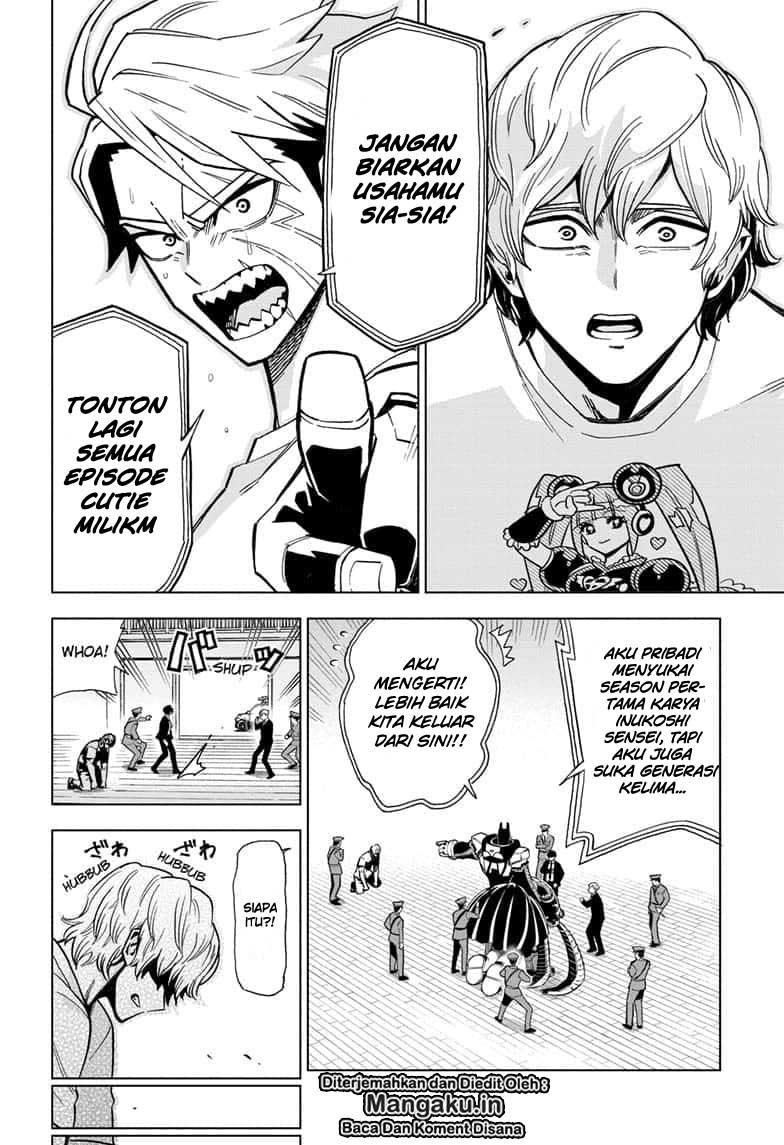 JANGAN
BIARKAN
USAHAMU
SIA-SIA!
TONTON
LAGI
SEMUA
EPISODE
CUTIE
MILIKM
AKU PRIBADI
MENYUKAI
SEASON PER-
TAMA KARYA
INUKOSHI
SENSEI, TAPI
AKU JUGA
SUKA GENERASI
KELIMA...
AKU
MENGERTI!
LEBIH BAIK
KITA KELUAR
DARI SINI!!
WHOA!
バッ
SHUP
ざわ
HUBBUB
ざわ
HUBBUB
SIAPA
ITU?!
Diterjemahkan dan Diedit Oleh:
Mangaku.in
Baca Dan Koment Disana